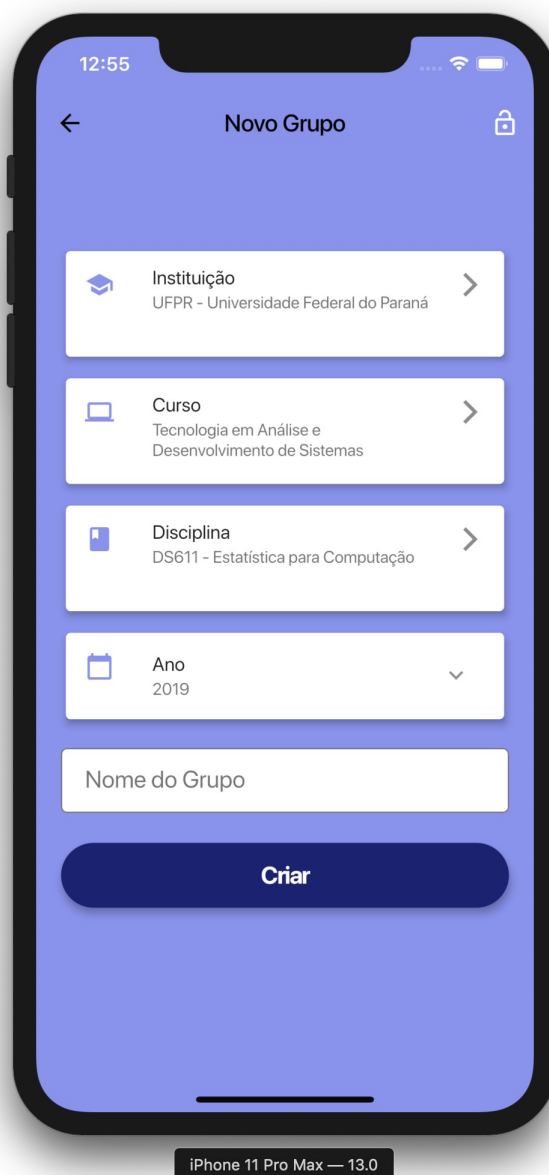 12:55
Novo Grupo
Instituição
UFPR - Universidade Federal do Paraná
Curso
Tecnologia em Análise e
Desenvolvimento de Sistemas
Disciplina
DS611 - Estatística para Computação
Ano
2019
Nome do Grupo
Criar
iPhone 11 Pro Max — 13.0